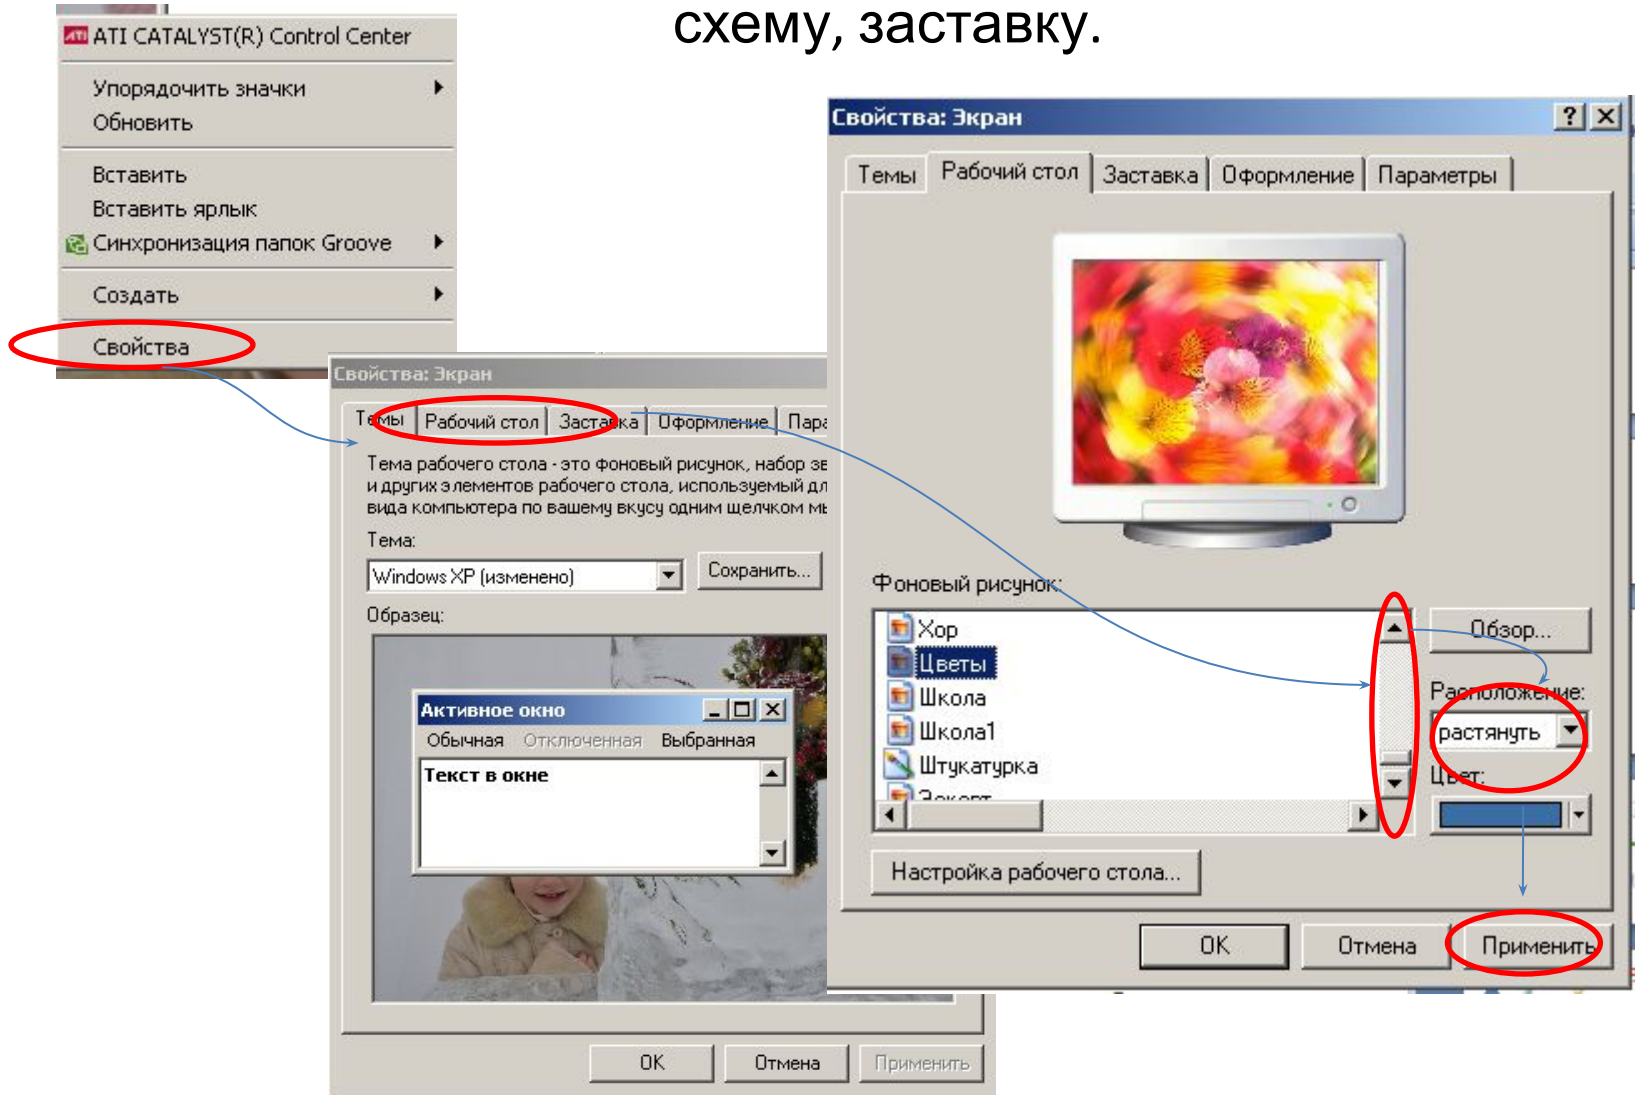 схему, заставку.
ATI CATALYST(R) Control Center
Упорядочить значки
Обновить
Вставить
Вставить ярлык
Синхронизация папок Groove
Создать
Свойства
Свойства: Экран
Темы Рабочий стол Заставка Оформление Пара
Тема рабочего стола - это фоновый рисунок, набор зв
и других элементов рабочего стола, используемый дл
вида компьютера по вашему вкусу одним щелчком мы
Тема:
Windows XP (изменено) Сохранить...
Образец:
Активное окно
Обычная Отключенная Выбранная
Текст в окне
OK Отмена Применить
Свойства: Экран
Темы Рабочий стол Заставка Оформление Параметры
Фоновый рисунок:
Хор
Цветы
Школа
Школа1
Штукатурка
Обзор...
Расположение:
растянуть
Цвет:
Настройка рабочего стола...
OK Отмена Применить